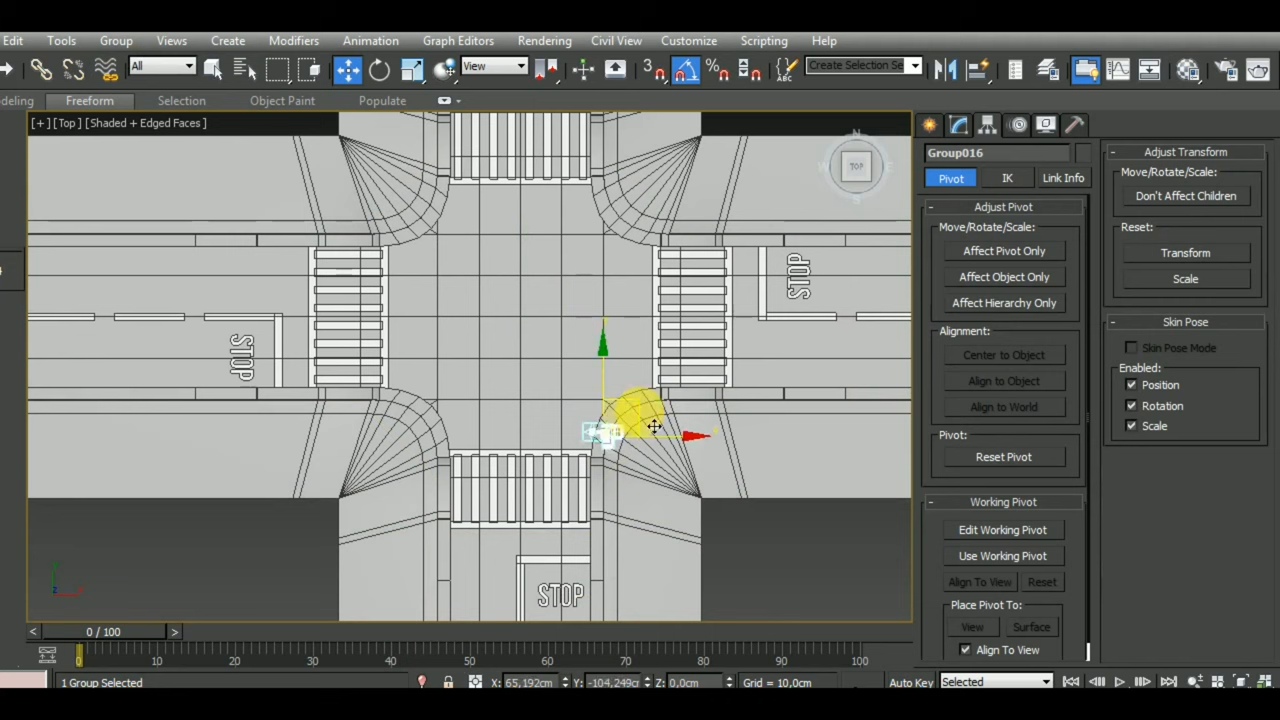 Edit Tools Group Views Create Modifiers Animation Graph Editors Rendering Civil View Customize Scripting Help
All View 3 % ABC Create Selection Se
deling Freeform Selection Object Paint Populate
[+] [Top] [Shaded + Edged Faces]
N
TOP
W
E
S
STOP
STOP
STOP
Group016
Pivot IK Link Info
- Adjust Pivot
Move/Rotate/Scale:
Affect Pivot Only
Affect Object Only
Affect Hierarchy Only
Alignment:
Center to Object
Align to Object
Align to World
Pivot:
Reset Pivot
- Working Pivot
Edit Working Pivot
Use Working Pivot
Align To View Reset
Place Pivot To:
View Surface
Align To View
- Adjust Transform
Move/Rotate/Scale:
Don't Affect Children
Reset:
Transform
Scale
- Skin Pose
Skin Pose Mode
Enabled:
Position
Rotation
Scale
< 0 / 100 >
0 10 20 30 40 50 60 70 80 90 100
1 Group Selected X: 65,192cm Y: -104,249cm Z: 0,0cm Grid = 10,0cm Auto Key Selected